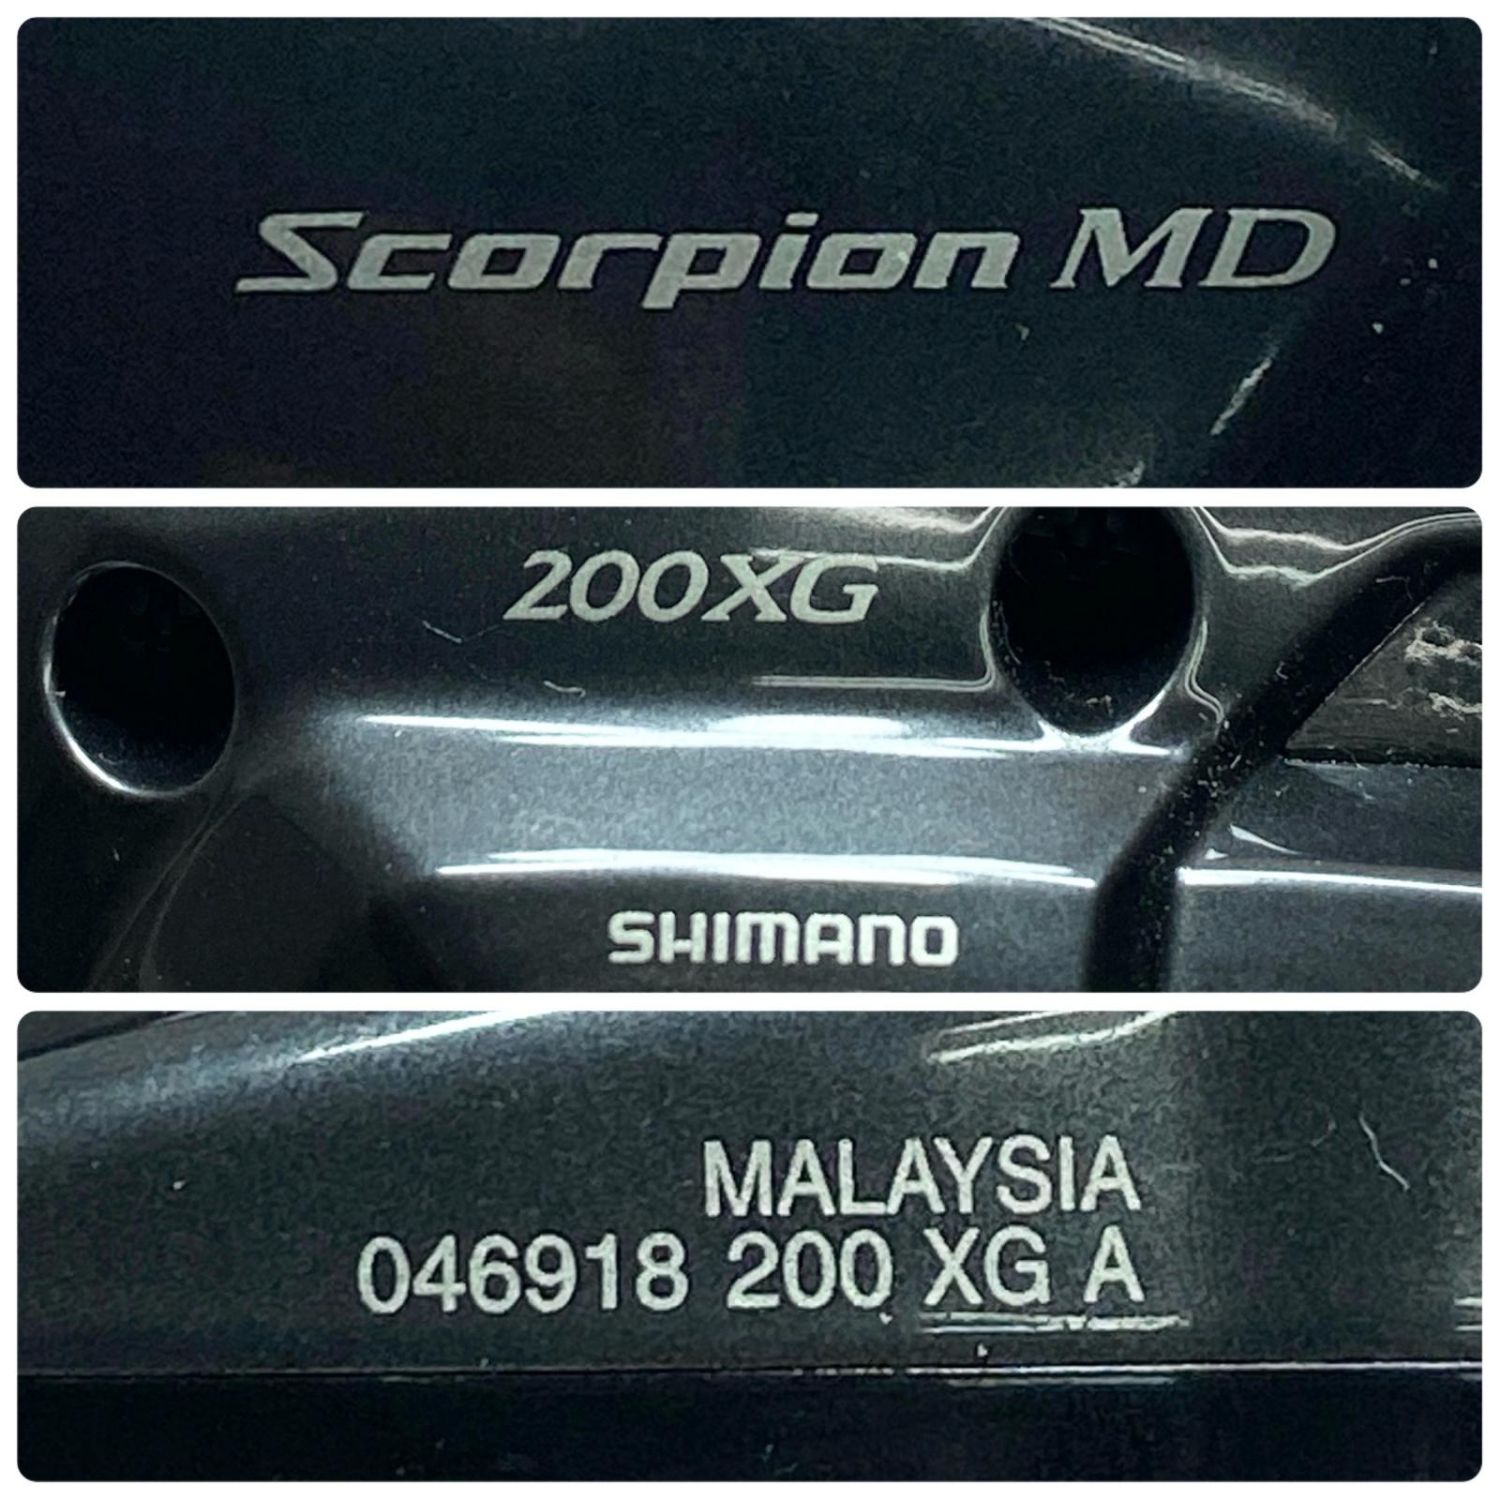 Scorpion MD
200XG
SHIMANO
MALAYSIA
046918 200 XG A